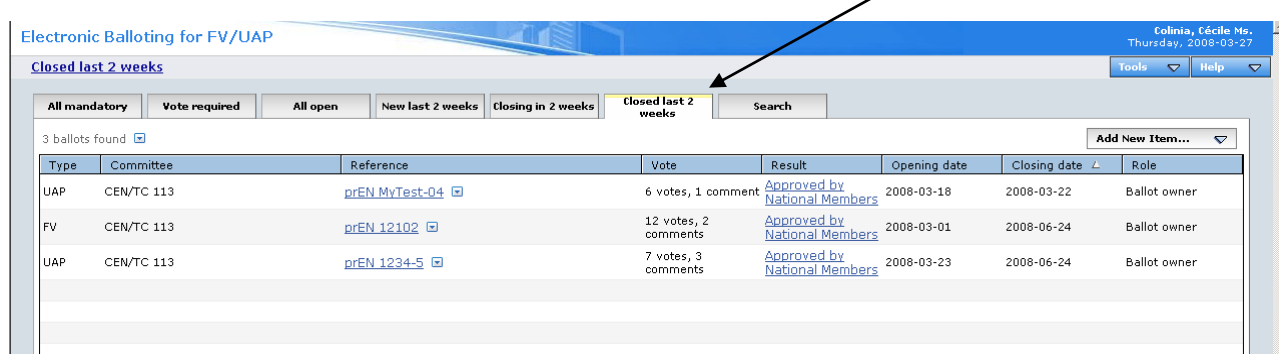 Electronic Balloting for FV/UAP
Colinia, Cécile Ms.
Thursday, 2008-03-27
Closed last 2 weeks
Tools Help
All mandatory Vote required All open New last 2 weeks Closing in 2 weeks Closed last 2 weeks Search
3 ballots found
Add New Item...
Type Committee Reference Vote Result Opening date Closing date Role
UAP CEN/TC 113 prEN MyTest-04 6 votes, 1 comment Approved by National Members 2008-03-18 2008-03-22 Ballot owner
FV CEN/TC 113 prEN 12102 12 votes, 2 comments Approved by National Members 2008-03-01 2008-06-24 Ballot owner
UAP CEN/TC 113 prEN 1234-5 7 votes, 3 comments Approved by National Members 2008-03-23 2008-06-24 Ballot owner